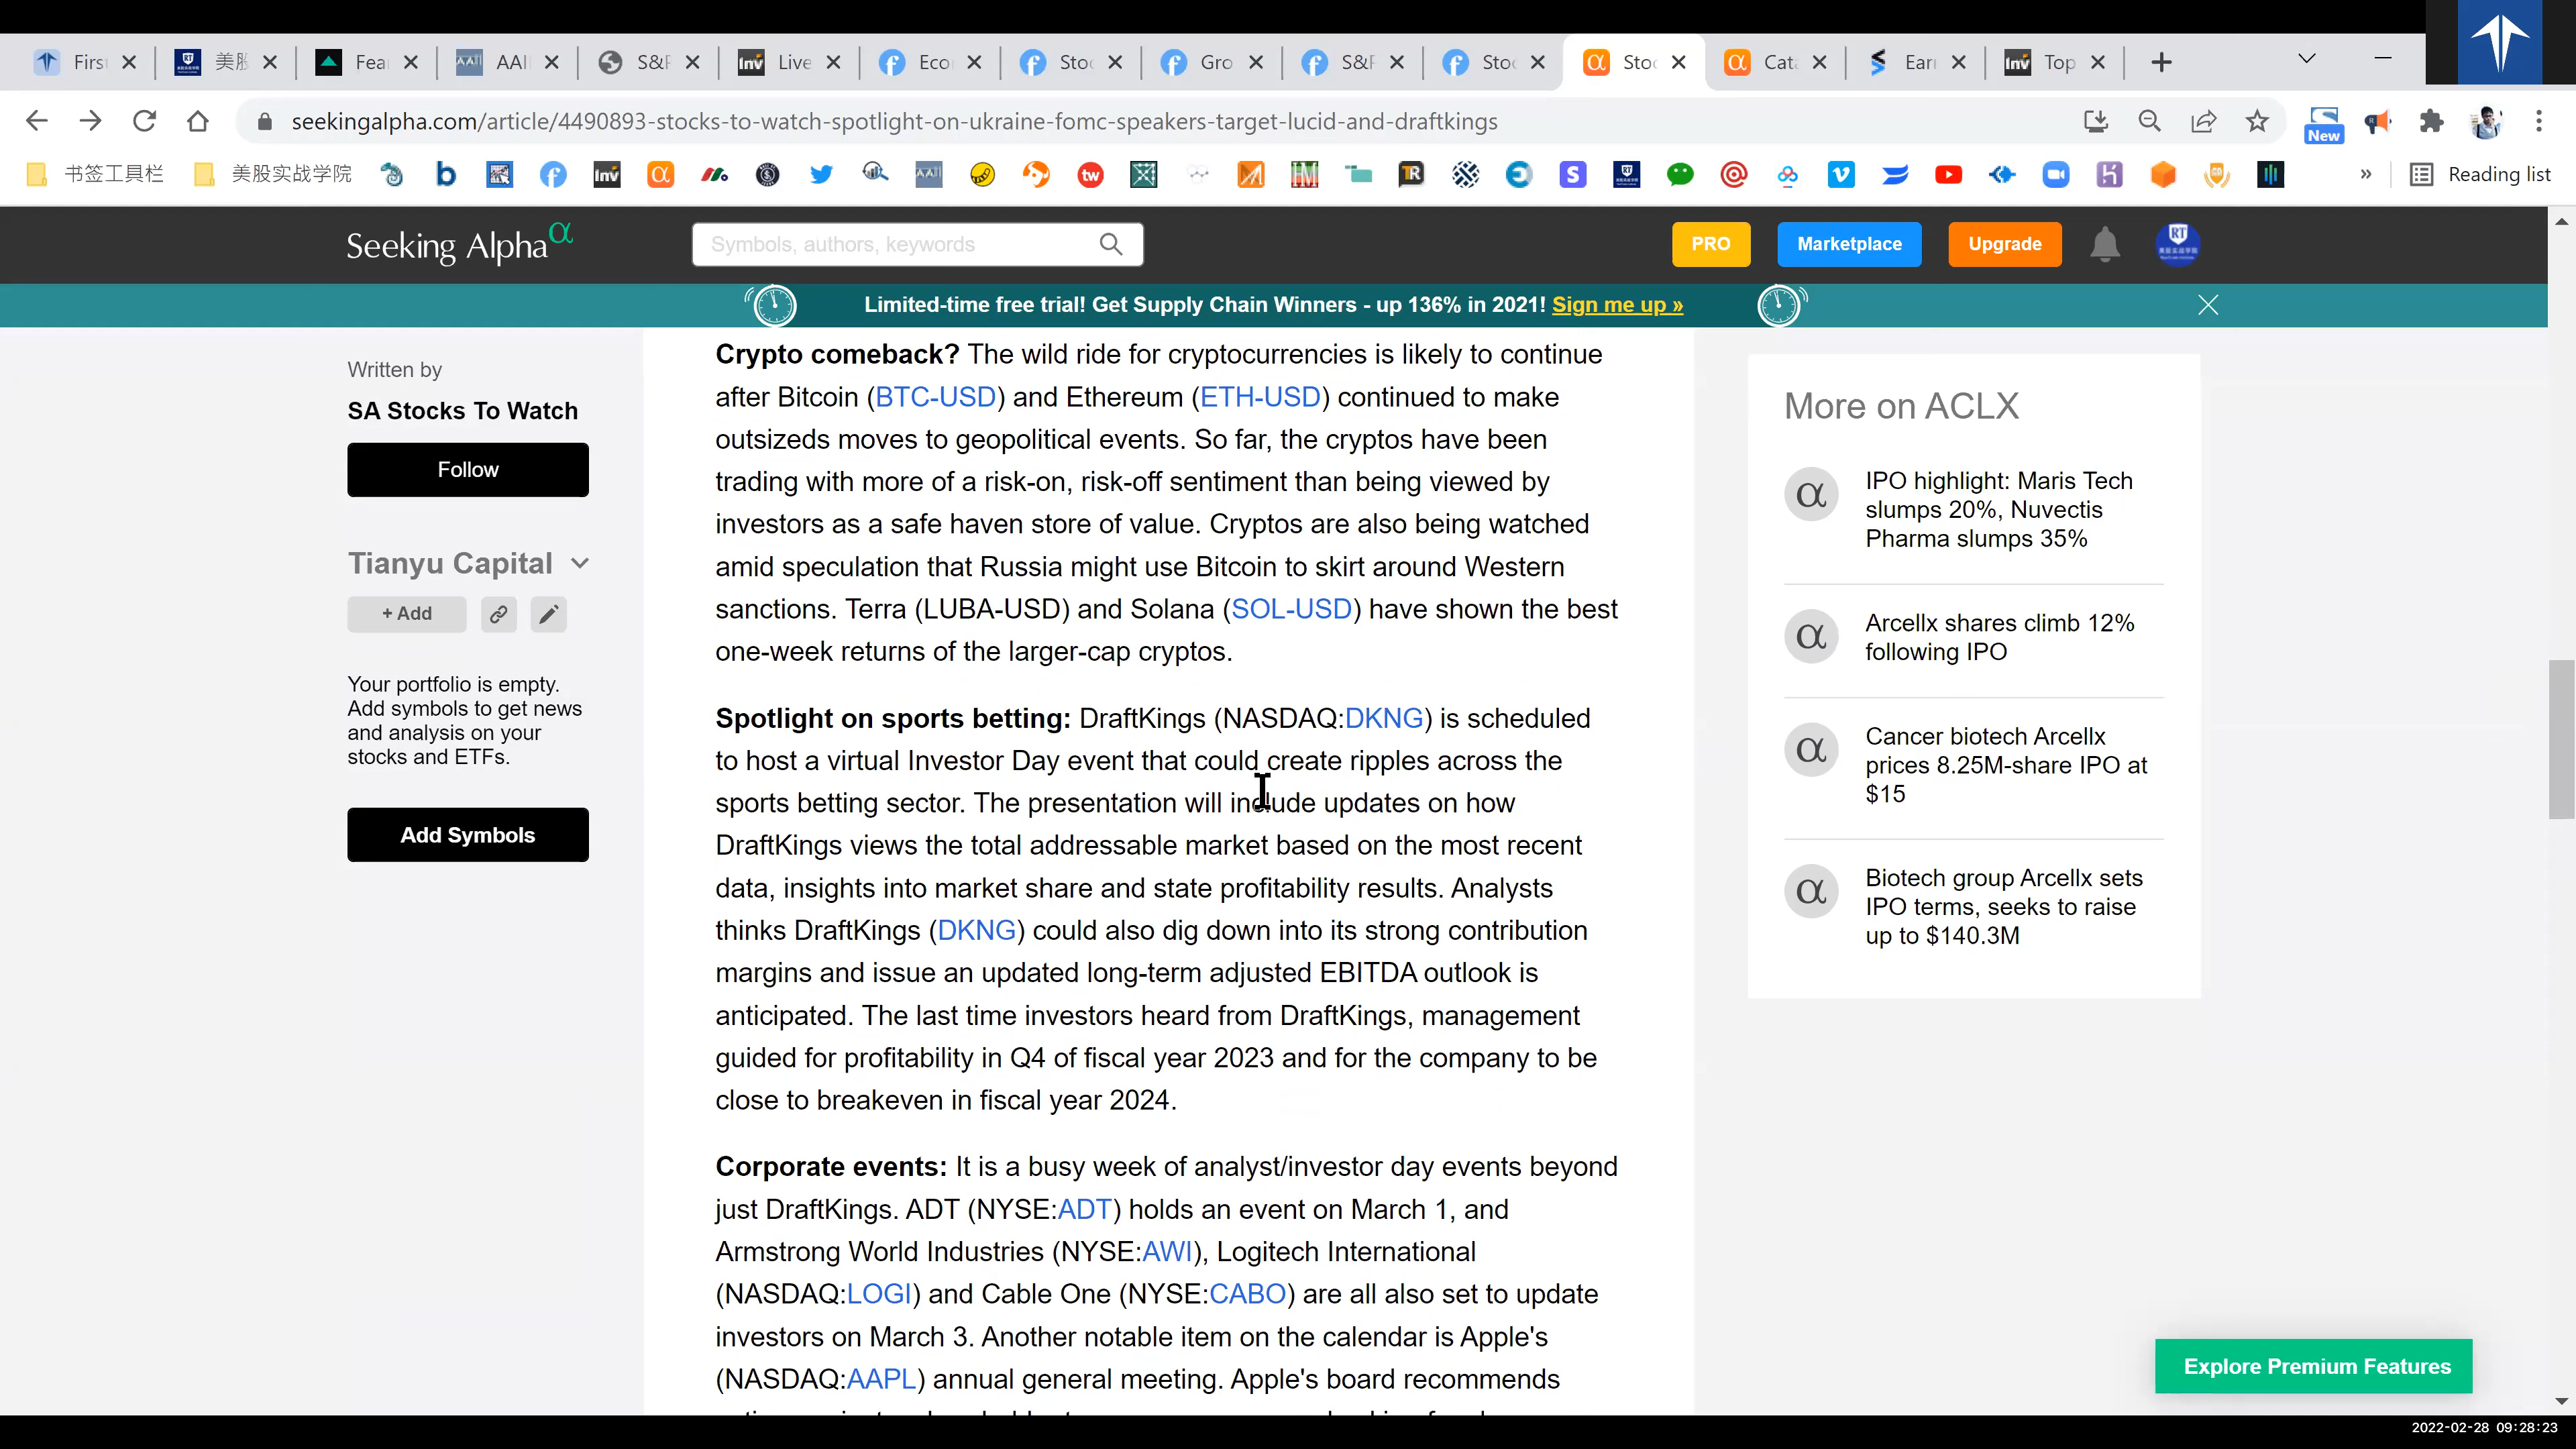 First
美股
Fear
AAI
S&P
Live
Eco
Stoc
Gro
S&P
Stoc
Stoc
Cata
Earn
Top
seekingalpha.com/article/4490893-stocks-to-watch-spotlight-on-ukraine-fomc-speakers-target-lucid-and-draftkings
New
书签工具栏
美股实战学院
Reading list
Seeking Alpha α
Symbols, authors, keywords
PRO
Marketplace
Upgrade
Limited-time free trial! Get Supply Chain Winners - up 136% in 2021! Sign me up »
Written by
SA Stocks To Watch
Follow
Tianyu Capital
+ Add
Your portfolio is empty.
Add symbols to get news
and analysis on your
stocks and ETFs.
Add Symbols
Crypto comeback? The wild ride for cryptocurrencies is likely to continue
after Bitcoin (BTC-USD) and Ethereum (ETH-USD) continued to make
outsizeds moves to geopolitical events. So far, the cryptos have been
trading with more of a risk-on, risk-off sentiment than being viewed by
investors as a safe haven store of value. Cryptos are also being watched
amid speculation that Russia might use Bitcoin to skirt around Western
sanctions. Terra (LUBA-USD) and Solana (SOL-USD) have shown the best
one-week returns of the larger-cap cryptos.
Spotlight on sports betting: DraftKings (NASDAQ:DKNG) is scheduled
to host a virtual Investor Day event that could create ripples across the
sports betting sector. The presentation will include updates on how
DraftKings views the total addressable market based on the most recent
data, insights into market share and state profitability results. Analysts
thinks DraftKings (DKNG) could also dig down into its strong contribution
margins and issue an updated long-term adjusted EBITDA outlook is
anticipated. The last time investors heard from DraftKings, management
guided for profitability in Q4 of fiscal year 2023 and for the company to be
close to breakeven in fiscal year 2024.
Corporate events: It is a busy week of analyst/investor day events beyond
just DraftKings. ADT (NYSE:ADT) holds an event on March 1, and
Armstrong World Industries (NYSE:AWI), Logitech International
(NASDAQ:LOGI) and Cable One (NYSE:CABO) are all also set to update
investors on March 3. Another notable item on the calendar is Apple's
(NASDAQ:AAPL) annual general meeting. Apple's board recommends
More on ACLX
IPO highlight: Maris Tech
slumps 20%, Nuvectis
Pharma slumps 35%
Arcellx shares climb 12%
following IPO
Cancer biotech Arcellx
prices 8.25M-share IPO at
$15
Biotech group Arcellx sets
IPO terms, seeks to raise
up to $140.3M
Explore Premium Features
2022-02-28 09:28:23